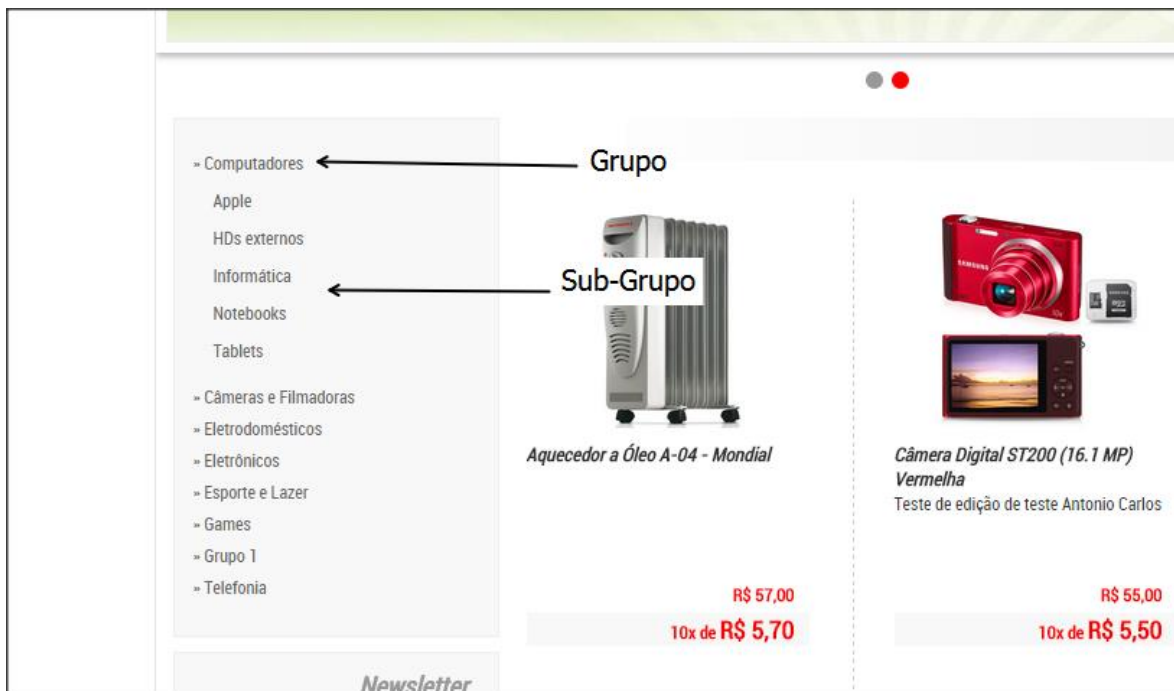 » Computadores
Grupo
Apple
HDs externos
Informática
Sub-Grupo
Notebooks
Tablets
» Câmeras e Filmadoras
» Eletrodomésticos
» Eletrônicos
» Esporte e Lazer
» Games
» Grupo 1
» Telefonia
SAMSUNG
Aquecedor a Óleo A-04 - Mondial
R$ 57,00
10x de R$ 5,70
Câmera Digital ST200 (16.1 MP)
Vermelha
Teste de edição de teste Antonio Carlos
R$ 55,00
10x de R$ 5,50
Newsletter